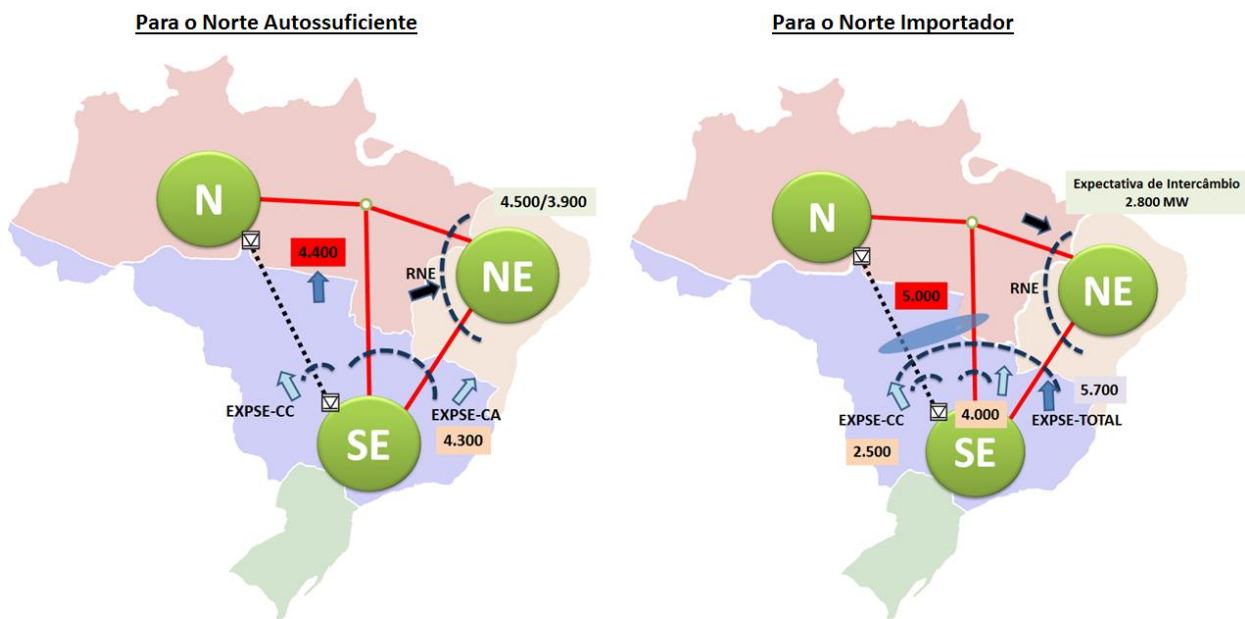 Para o Norte Autossuficiente
N
4.500/3.900
4.400
RNE
NE
EXPSE-CC
EXPSE-CA
4.300
SE
Para o Norte Importador
Expectativa de Intercâmbio
2.800 MW
N
5.000
RNE
NE
5.700
EXPSE-CC
4.000
EXPSE-TOTAL
2.500
SE